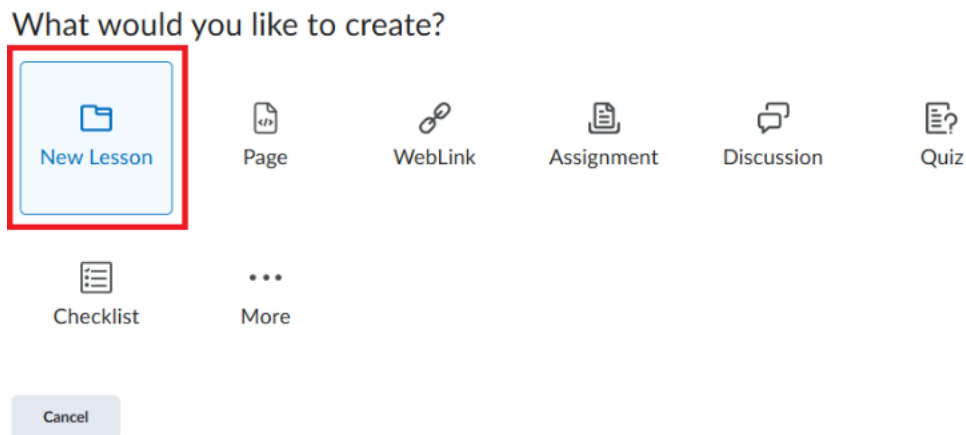 What would you like to create?
New Lesson Page WebLink Assignment Discussion Quiz
Checklist More
Cancel